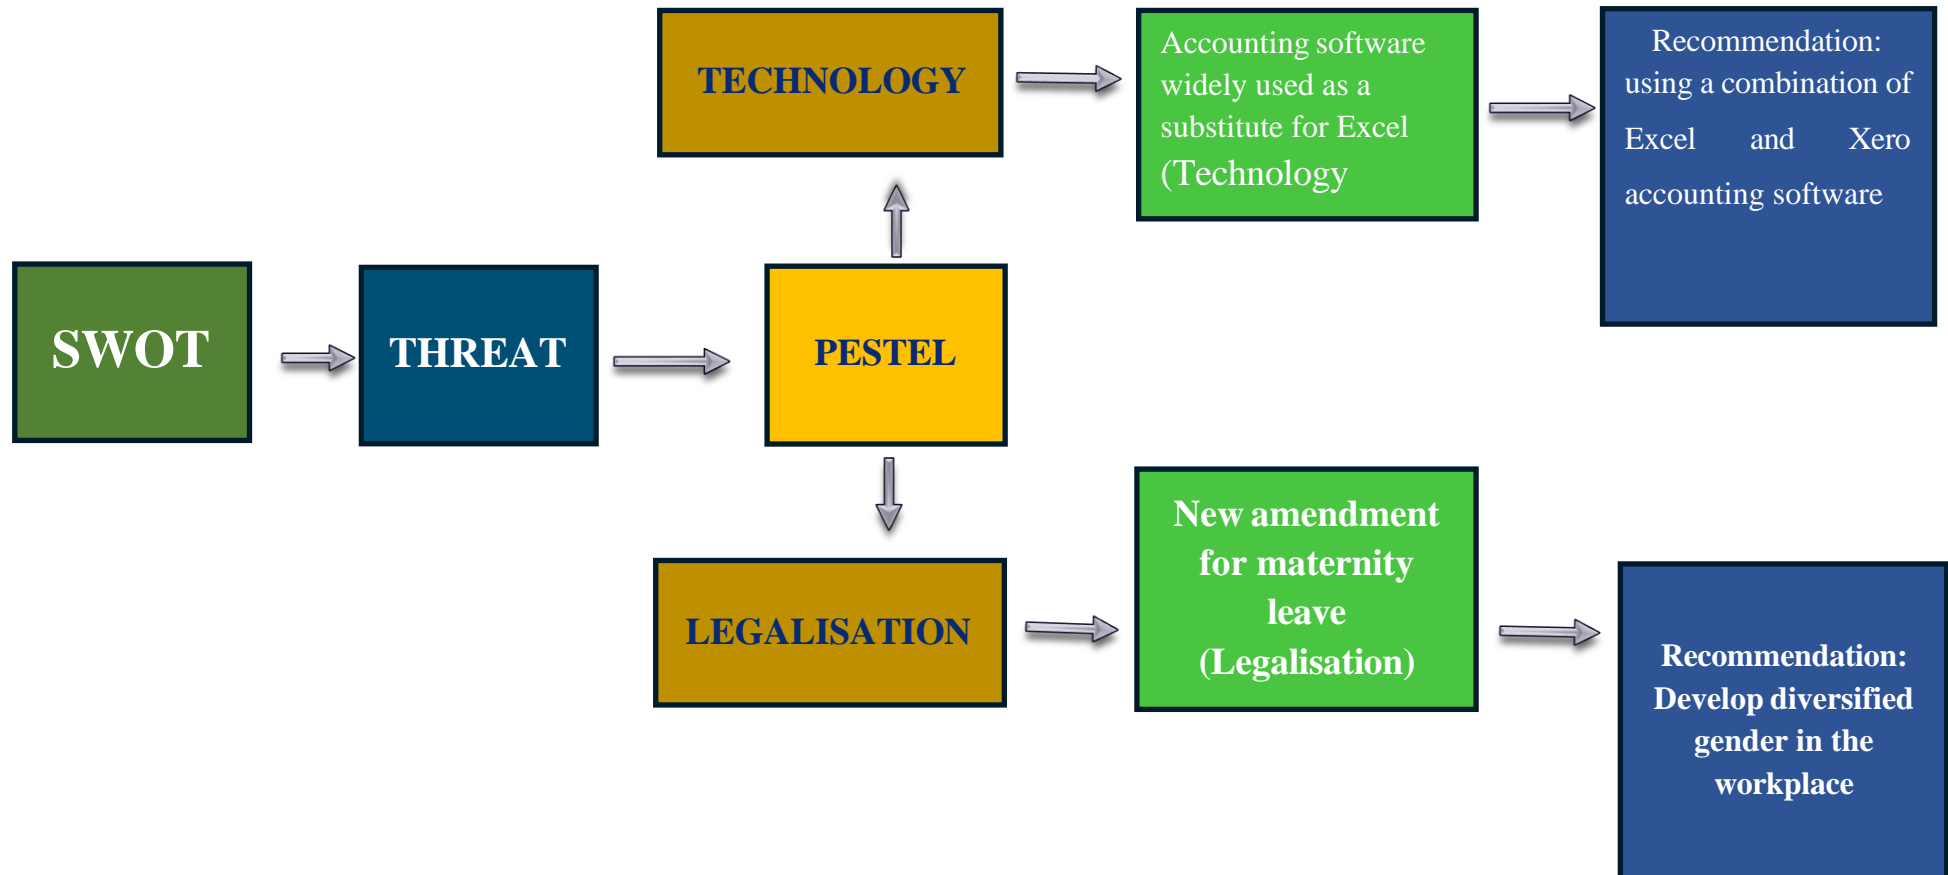 TECHNOLOGY
Accounting software
widely used as a
substitute for Excel
(Technology
Recommendation:
using a combination of
Excel and Xero
accounting software
SWOT
THREAT
PESTEL
LEGALISATION
New amendment
for maternity
leave
(Legalisation)
Recommendation:
Develop diversified
gender in the
workplace